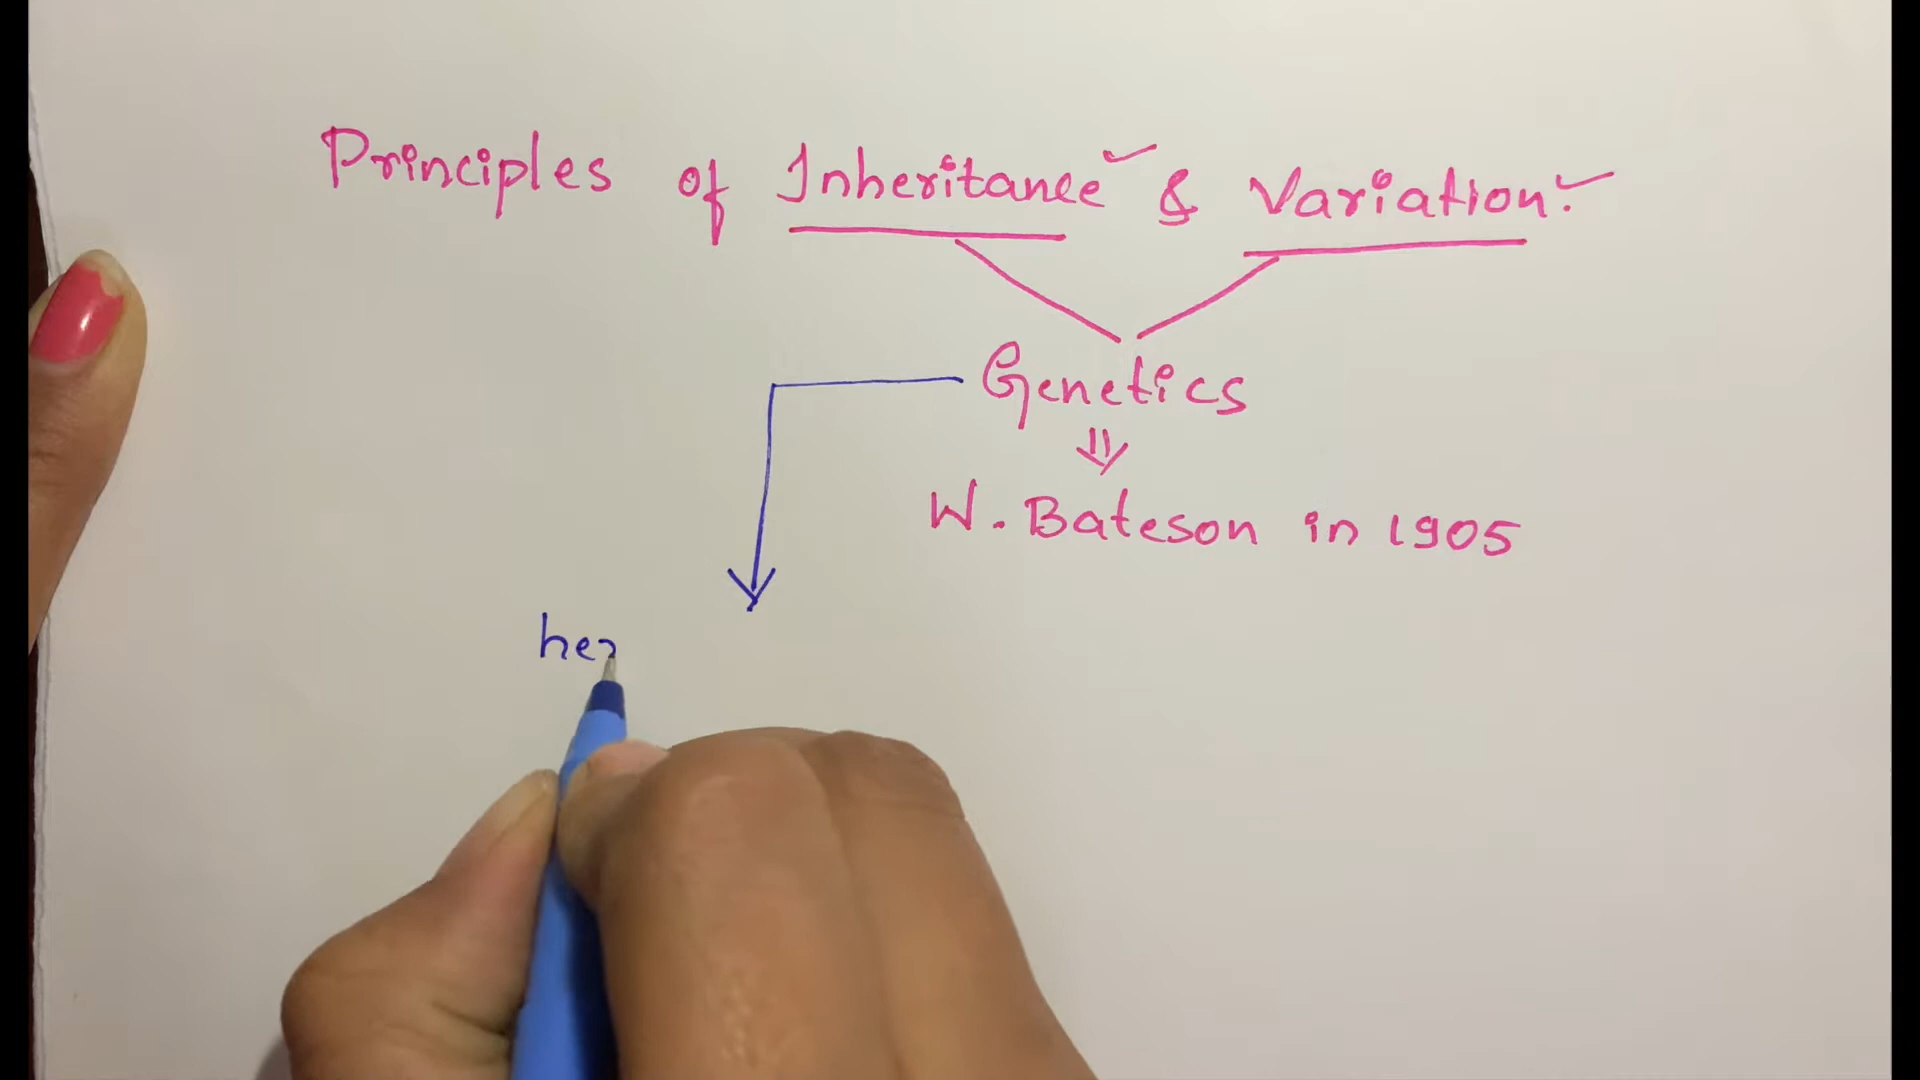 Principles of Inheritance & Variation.
Genetics
W. Bateson in 1905
her